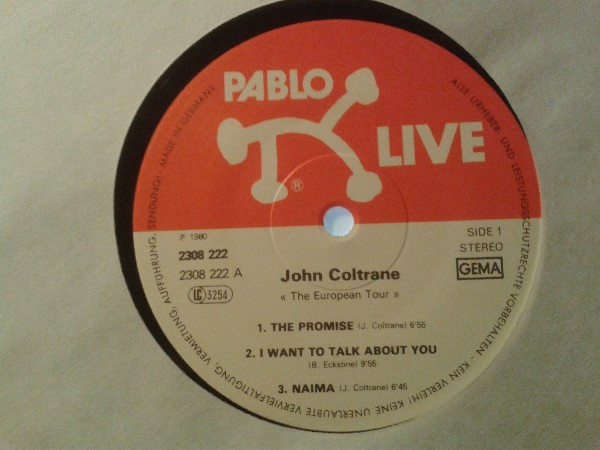 PABLO
LIVE
®
℗ 1980
2308 222
2308 222 A
LC 3254
SIDE 1
STEREO
GEMA
John Coltrane
« The European Tour »
1. THE PROMISE (J. Coltrane) 6'55
2. I WANT TO TALK ABOUT YOU
(B. Eckstine) 9'55
3. NAIMA (J. Coltrane) 6'45
ALLE URHEBER- UND LEISTUNGSSCHUTZRECHTE VORBEHALTEN - KEIN VERLEIH! KEINE UNERLAUBTE VERVIELFÄLTIGUNG, VERMIETUNG, AUFFÜHRUNG, SENDUNG! · MADE IN GERMANY